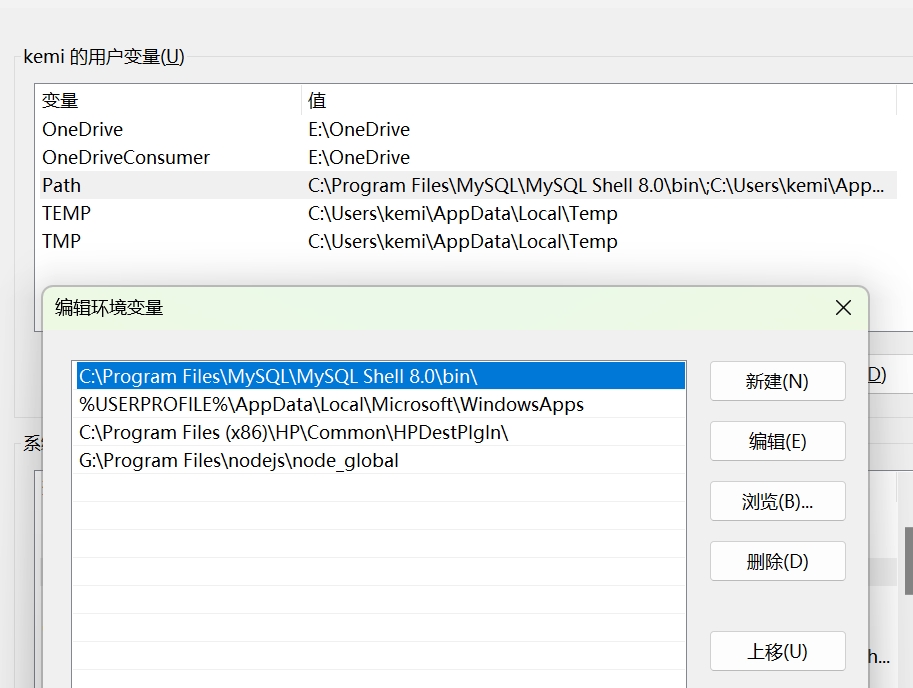 kemi 的用户变量(U)
变量 值
OneDrive E:\OneDrive
OneDriveConsumer E:\OneDrive
Path C:\Program Files\MySQL\MySQL Shell 8.0\bin\;C:\Users\kemi\App...
TEMP C:\Users\kemi\AppData\Local\Temp
TMP C:\Users\kemi\AppData\Local\Temp
编辑环境变量
C:\Program Files\MySQL\MySQL Shell 8.0\bin\
新建(N)
D)
%USERPROFILE%\AppData\Local\Microsoft\WindowsApps
C:\Program Files (x86)\HP\Common\HPDestPlgIn\
编辑(E)
系
G:\Program Files\nodejs\node_global
浏览(B)...
删除(D)
上移(U)
h...